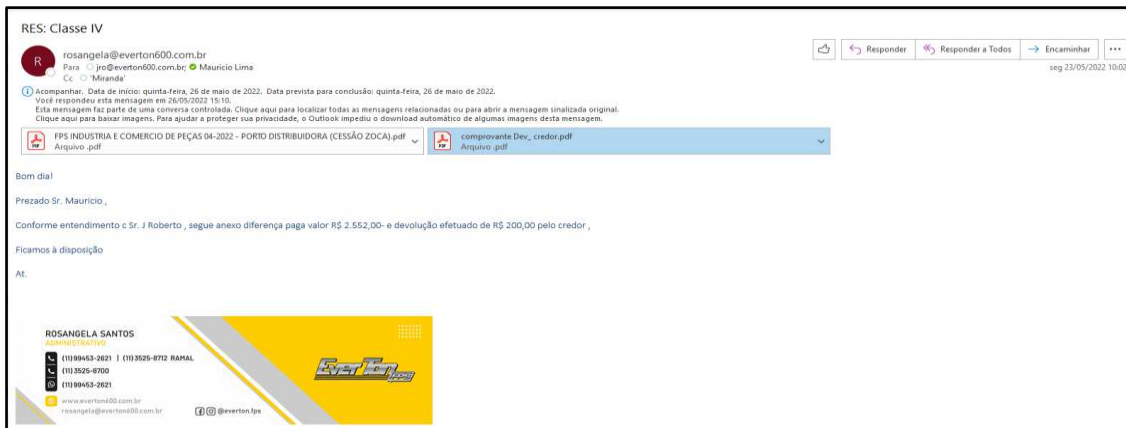 RES: Classe IV
R
rosangela@everton600.com.br
Para jro@everton600.com.br; Mauricio Lima
Cc 'Miranda'
Responder
Responder a Todos
Encaminhar
seg 23/05/2022 10:02
Acompanhar. Data de início: quinta-feira, 26 de maio de 2022. Data prevista para conclusão: quinta-feira, 26 de maio de 2022.
Você respondeu esta mensagem em 26/05/2022 15:10.
Esta mensagem faz parte de uma conversa controlada. Clique aqui para localizar todas as mensagens relacionadas ou para abrir a mensagem sinalizada original.
Clique aqui para baixar imagens. Para ajudar a proteger sua privacidade, o Outlook impediu o download automático de algumas imagens desta mensagem.
PDF
FPS INDUSTRIA E COMERCIO DE PEÇAS 04-2022 - PORTO DISTRIBUIDORA (CESSÃO ZOCA).pdf
Arquivo .pdf
PDF
comprovante Dev_ credor.pdf
Arquivo .pdf
Bom dia!
Prezado Sr. Mauricio ,
Conforme entendimento c Sr. J Roberto , segue anexo diferença paga valor R$ 2.552,00- e devolução efetuado de R$ 200,00 pelo credor ,
Ficamos à disposição
At.
ROSANGELA SANTOS
ADMINISTRATIVO
(11)99453-2621 | (11)3525-8712 RAMAL
(11)3525-8700
(11)99453-2621
www.everton600.com.br
rosangela@everton600.com.br
@everton.fps
EverTon fps